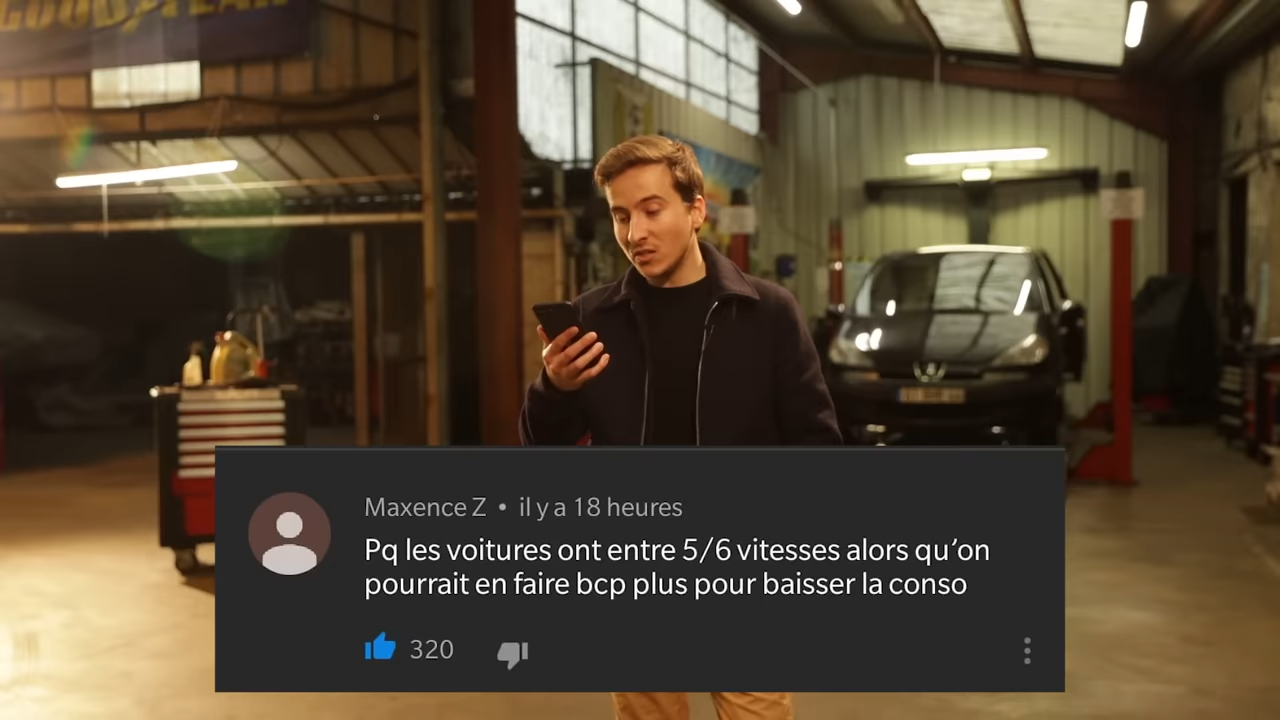 GOODYEAR
Maxence Z • il y a 18 heures
Pq les voitures ont entre 5/6 vitesses alors qu'on
pourrait en faire bcp plus pour baisser la conso
320